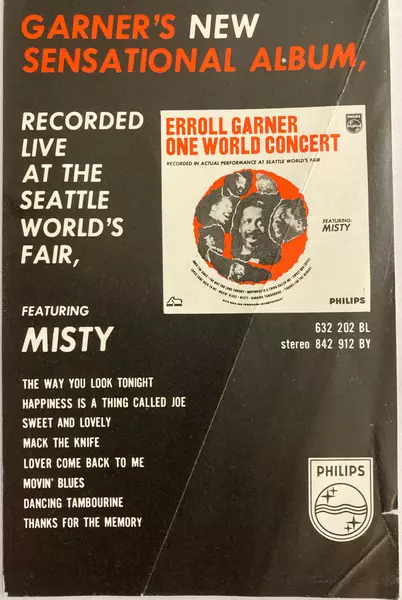 GARNER'S NEW
SENSATIONAL ALBUM,
RECORDED
LIVE
AT THE
SEATTLE
WORLD'S
FAIR,
FEATURING
MISTY
THE WAY YOU LOOK TONIGHT
HAPPINESS IS A THING CALLED JOE
SWEET AND LOVELY
MACK THE KNIFE
LOVER COME BACK TO ME
MOVIN' BLUES
DANCING TAMBOURINE
THANKS FOR THE MEMORY
ERROLL GARNER
ONE WORLD CONCERT
RECORDED IN ACTUAL PERFORMANCE AT SEATTLE WORLD'S FAIR
FEATURING:
MISTY
PHILIPS
632 202 BL
stereo 842 912 BY
PHILIPS